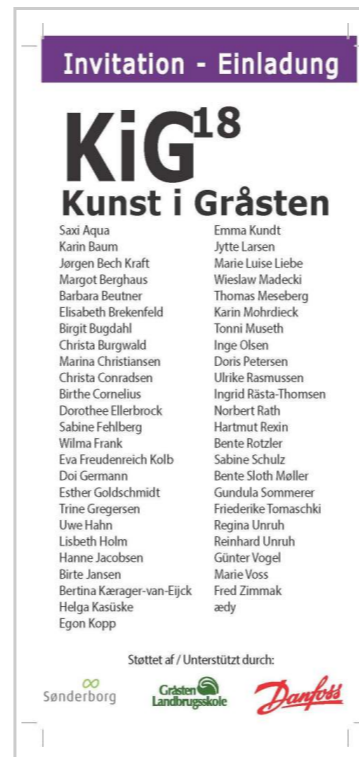 Invitation - Einladung
KiG18
Kunst i Gråsten
Saxi Aqua
Karin Baum
Jørgen Bech Kraft
Margot Berghaus
Barbara Beutner
Elisabeth Brekenfeld
Birgit Bugdahl
Christa Burgwald
Marina Christiansen
Christa Conradsen
Birthe Cornelius
Dorothee Ellerbrock
Sabine Fehlberg
Wilma Frank
Eva Freudenreich Kolb
Doi Germann
Esther Goldschmidt
Trine Gregersen
Uwe Hahn
Lisbeth Holm
Hanne Jacobsen
Birte Jansen
Bertina Kærager-van-Eijck
Helga Kasüske
Egon Kopp
Emma Kundt
Jytte Larsen
Marie Luise Liebe
Wieslaw Madecki
Thomas Meseberg
Karin Mohrdieck
Tonni Museth
Inge Olsen
Doris Petersen
Ulrike Rasmussen
Ingrid Rästa-Thomsen
Norbert Rath
Hartmut Rexin
Bente Rotzler
Sabine Schulz
Bente Sloth Møller
Gundula Sommerer
Friederike Tomaschki
Regina Unruh
Reinhard Unruh
Günter Vogel
Marie Voss
Fred Zimmak
ædy
Støttet af / Unterstützt durch:
Sønderborg
Gråsten
Landbrugsskole
Danfoss